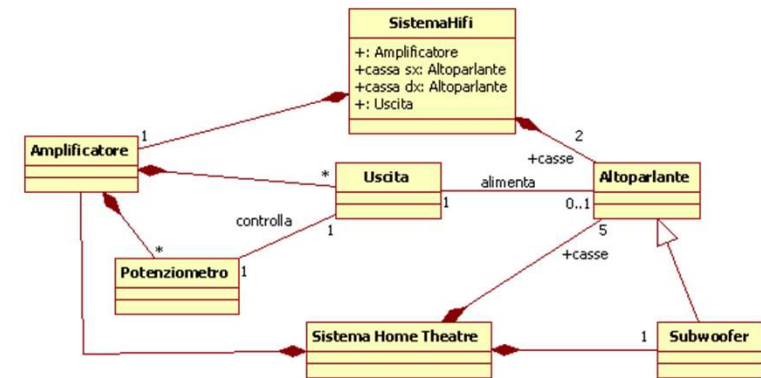 SistemaHifi
+: Amplificatore
+cassa sx: Altoparlante
+cassa dx: Altoparlante
+: Uscita
1
2
+casse
Amplificatore
*
Uscita
alimenta
1
0..1
Altoparlante
controlla
1
5
+casse
*
1
Potenziometro
Sistema Home Theatre
1
Subwoofer